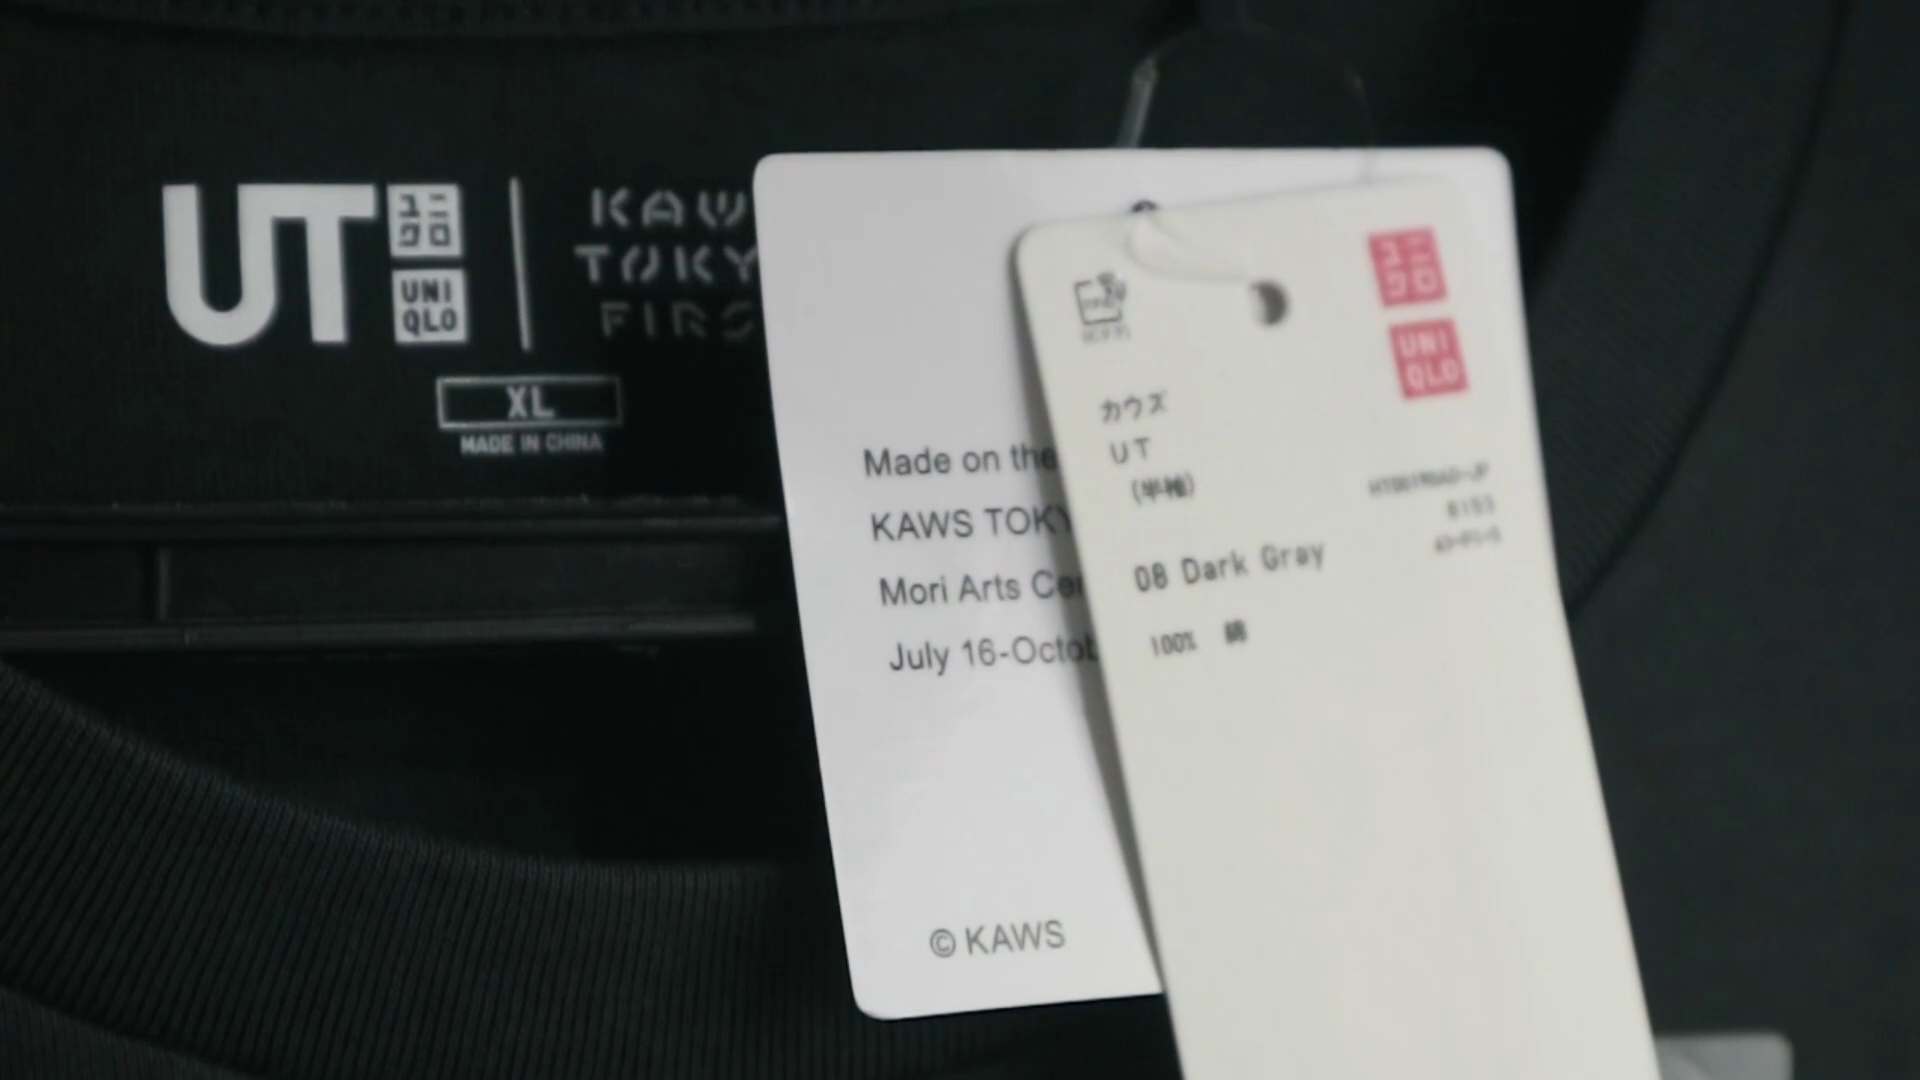 UT
ユニ
クロ
UNI
QLO
KAW
TOKY
FIRS
XL
MADE IN CHINA
Made on the
KAWS TOKY
Mori Arts Ce
July 16-Octob
© KAWS
ユニ
クロ
UNI
QLO
カウズ
UT
(半袖)
08 Dark Gray
100% 綿